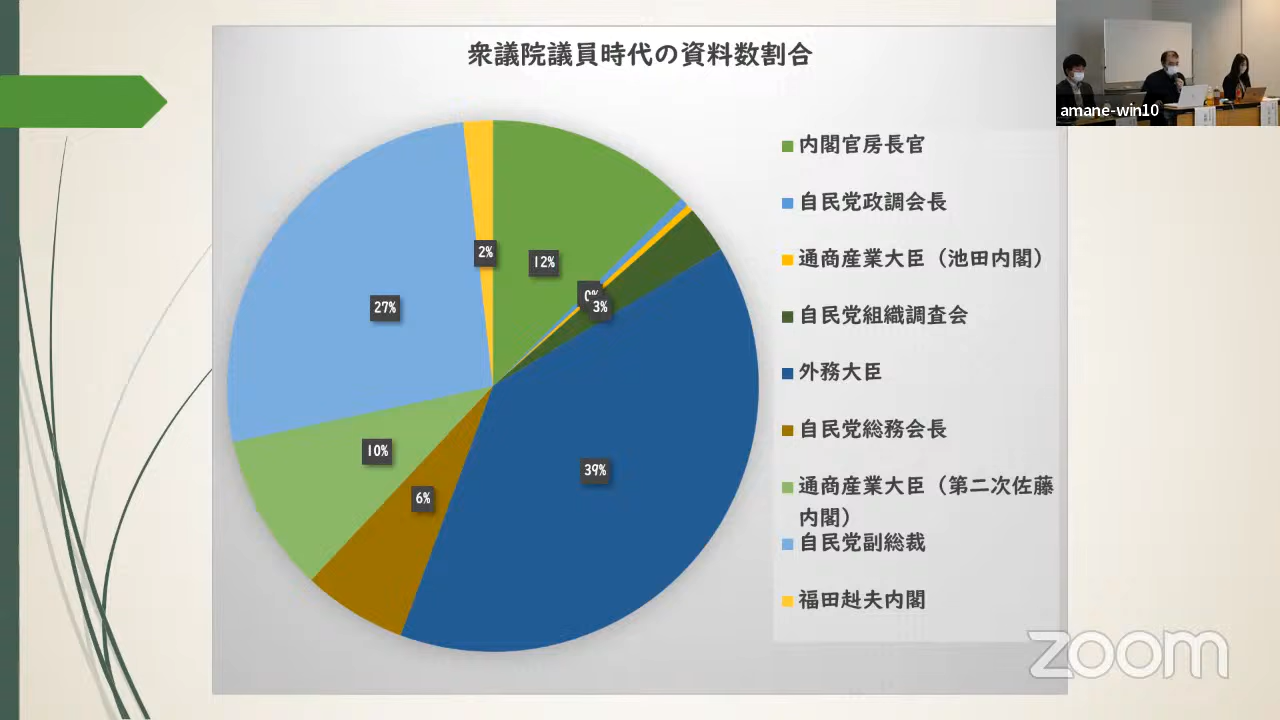 衆議院議員時代の資料数割合
amane-win10
内閣官房長官
自民党政調会長
通商産業大臣（池田内閣）
自民党組織調査会
外務大臣
自民党総務会長
通商産業大臣（第二次佐藤
内閣）
自民党副総裁
福田赳夫内閣
2%
12%
0%
3%
27%
39%
10%
6%
zoom